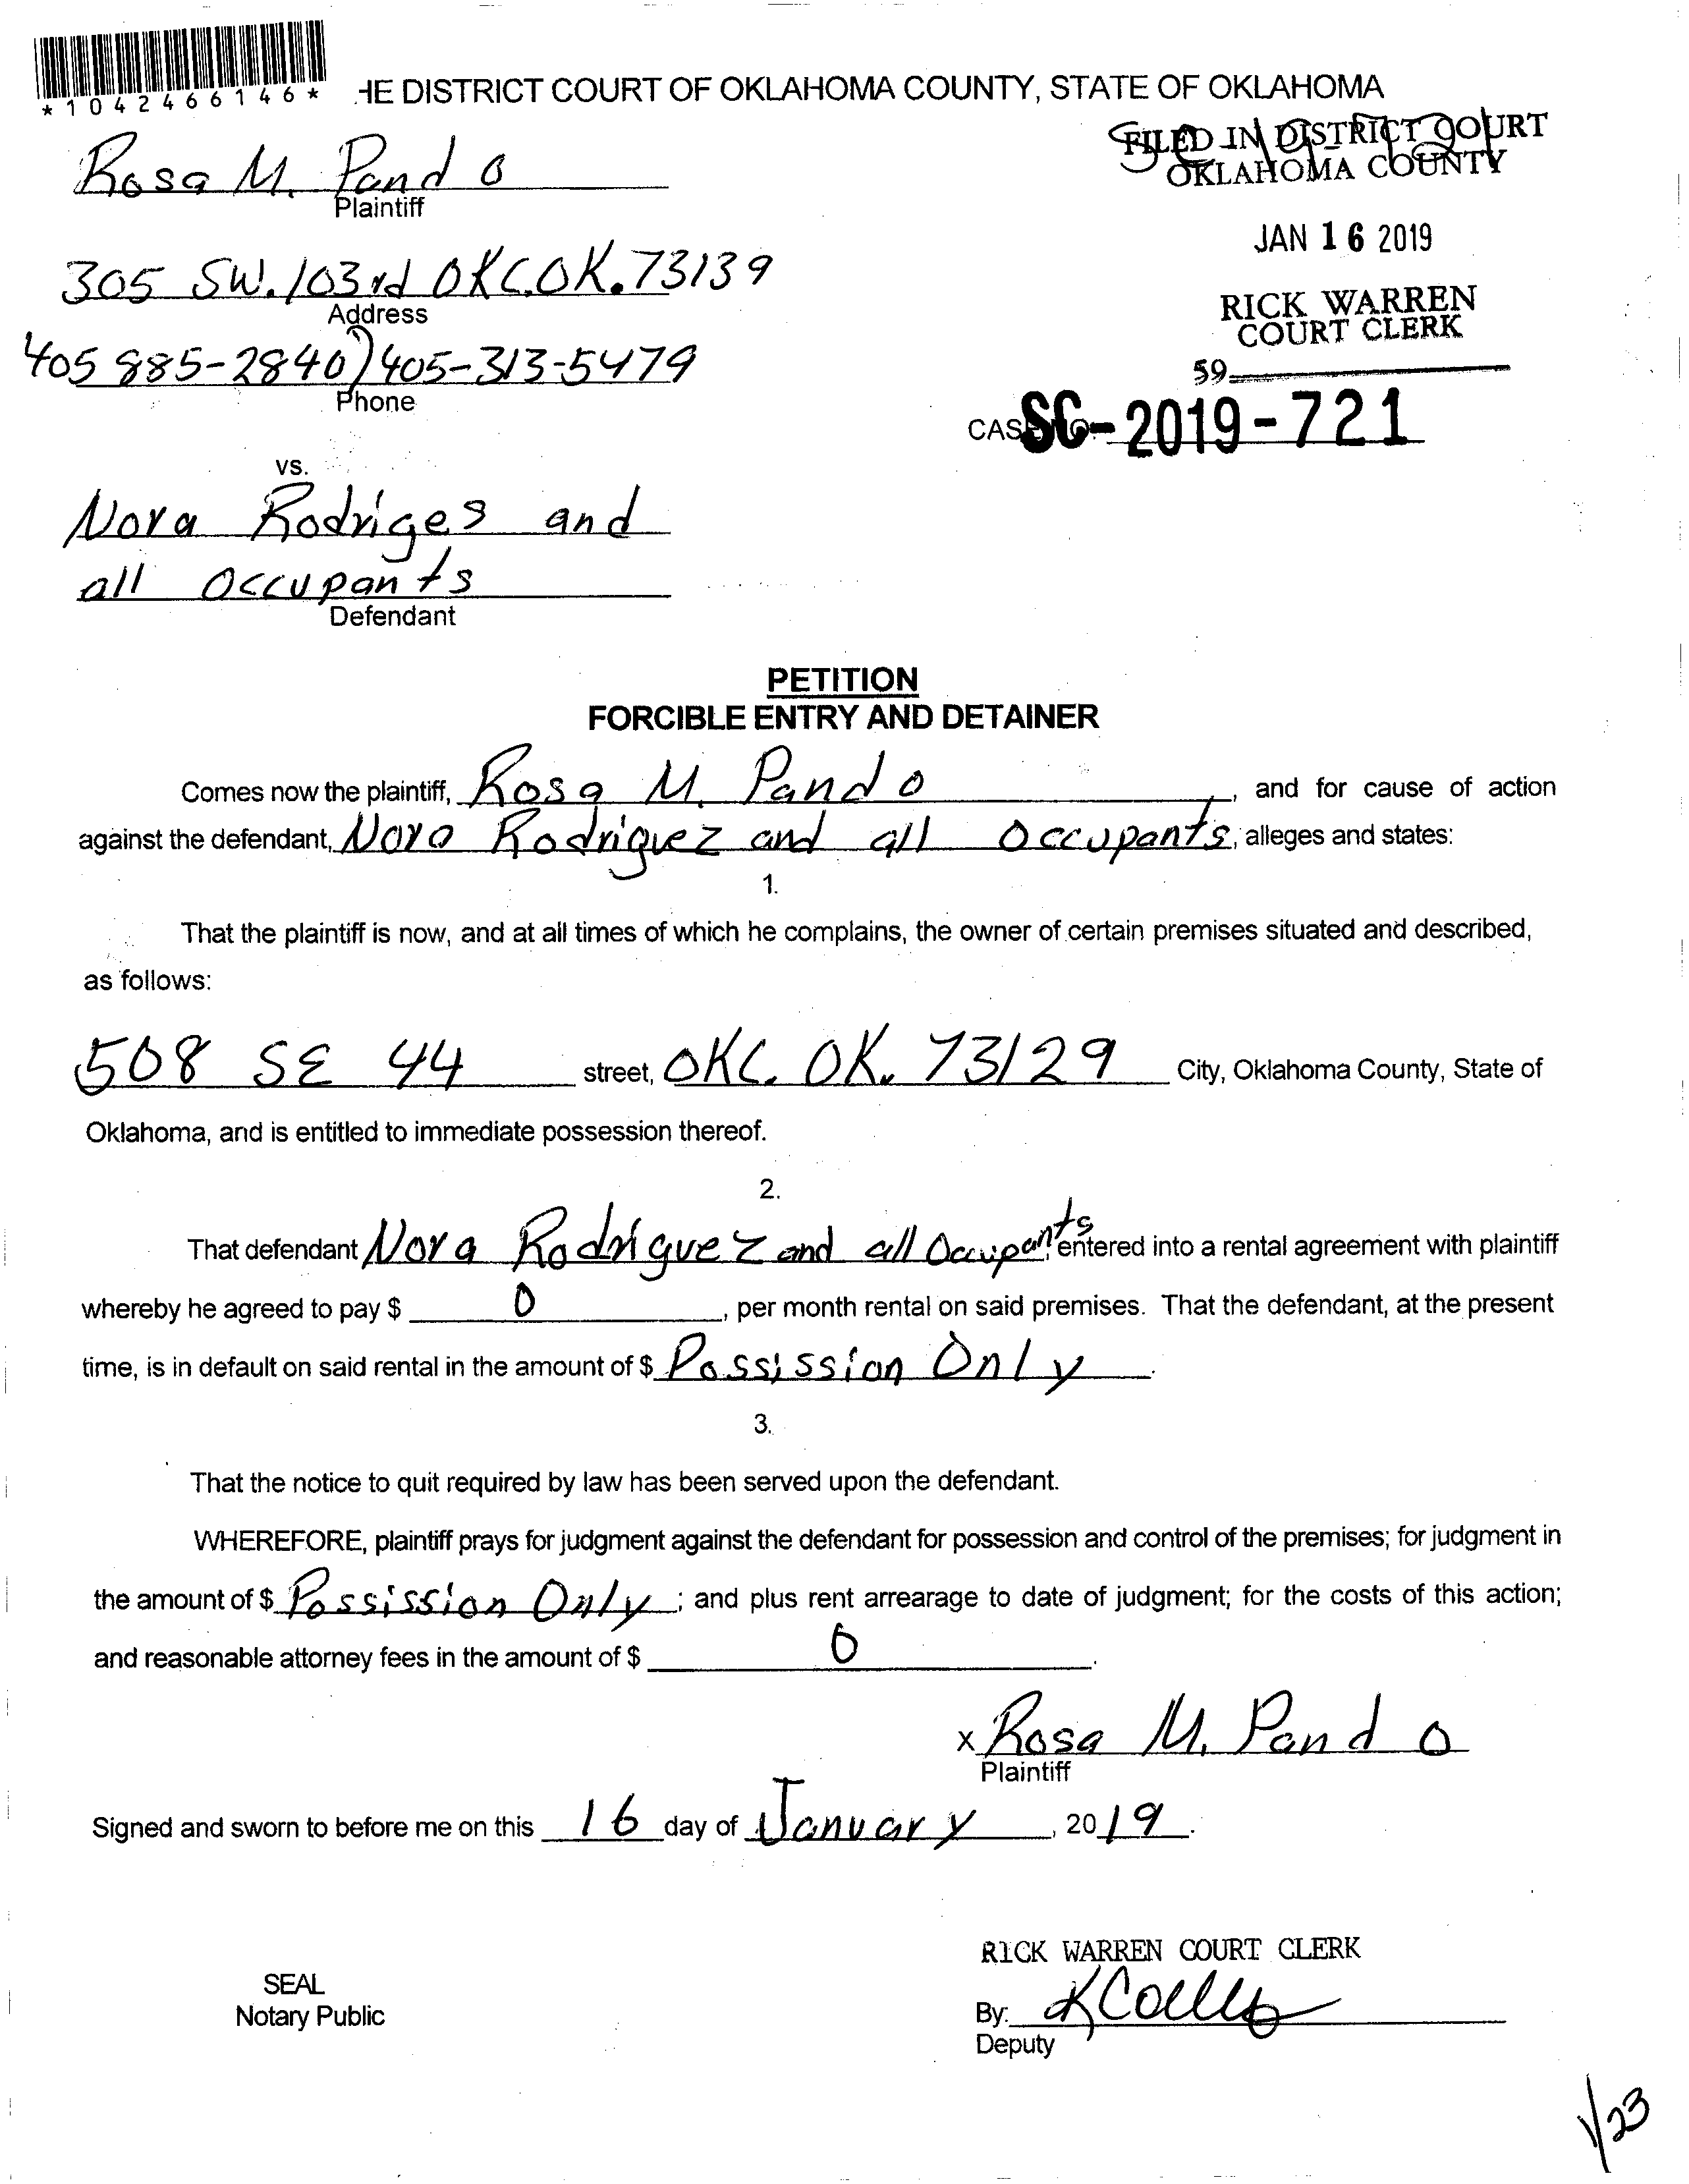 *1042466146*
HE DISTRICT COURT OF OKLAHOMA COUNTY, STATE OF OKLAHOMA
FILED IN DISTRICT COURT
OKLAHOMA COUNTY
Rosa M. Pando
Plaintiff
JAN 16 2019
305 SW. 103rd OKC.OK. 73139
Address
RICK WARREN
COURT CLERK
405 885-2840) 405-313-5479
Phone
59
CASE NO. SC-2019-721
vs.
Nora Rodriges and
all Occupants
Defendant
PETITION
FORCIBLE ENTRY AND DETAINER
Comes now the plaintiff, Rosa M. Pando, and for cause of action
against the defendant, Nora Rodriguez and all Occupants, alleges and states:
1.
That the plaintiff is now, and at all times of which he complains, the owner of certain premises situated and described,
as follows:
508 SE 44 street, OKC. OK. 73129 City, Oklahoma County, State of
Oklahoma, and is entitled to immediate possession thereof.
2.
That defendant Nora Rodriguez and all Occupants entered into a rental agreement with plaintiff
whereby he agreed to pay $ 0, per month rental on said premises. That the defendant, at the present
time, is in default on said rental in the amount of $ Possission Only.
3.
That the notice to quit required by law has been served upon the defendant.
WHEREFORE, plaintiff prays for judgment against the defendant for possession and control of the premises; for judgment in
the amount of $ Possission Only; and plus rent arrearage to date of judgment; for the costs of this action;
and reasonable attorney fees in the amount of $ 0.
x Rosa M. Pando
Plaintiff
Signed and sworn to before me on this 16 day of January, 2019.
RICK WARREN COURT CLERK
SEAL
Notary Public
By:
Deputy
1/23